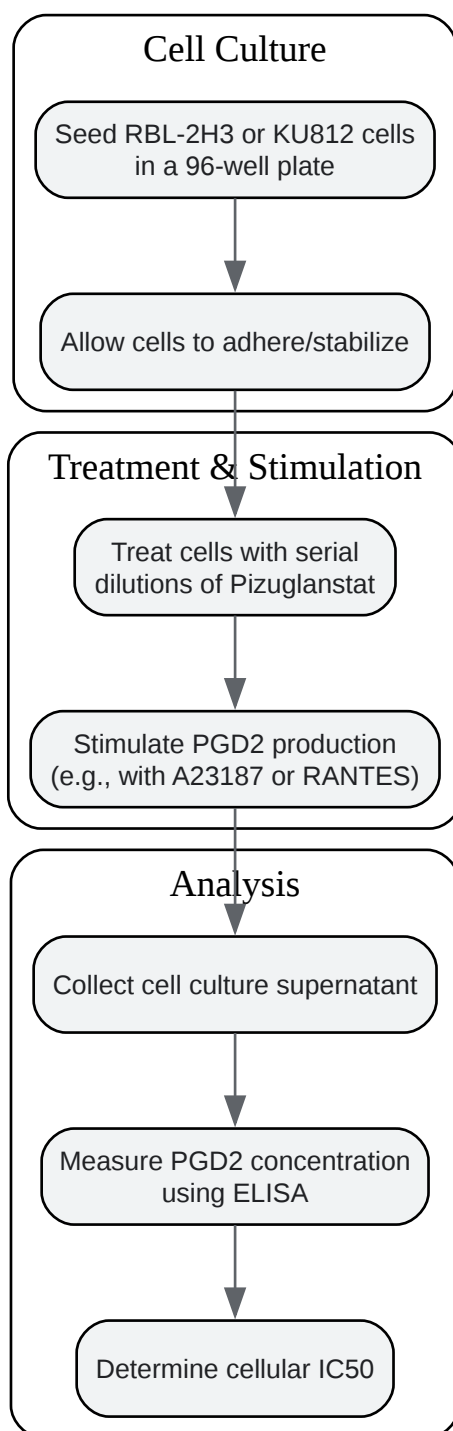 Cell Culture
Seed RBL-2H3 or KU812 cells
in a 96-well plate
Allow cells to adhere/stabilize
Treatment & Stimulation
Treat cells with serial
dilutions of Pizuglanstat
Stimulate PGD2 production
(e.g., with A23187 or RANTES)
Analysis
Collect cell culture supernatant
Measure PGD2 concentration
using ELISA
Determine cellular IC50